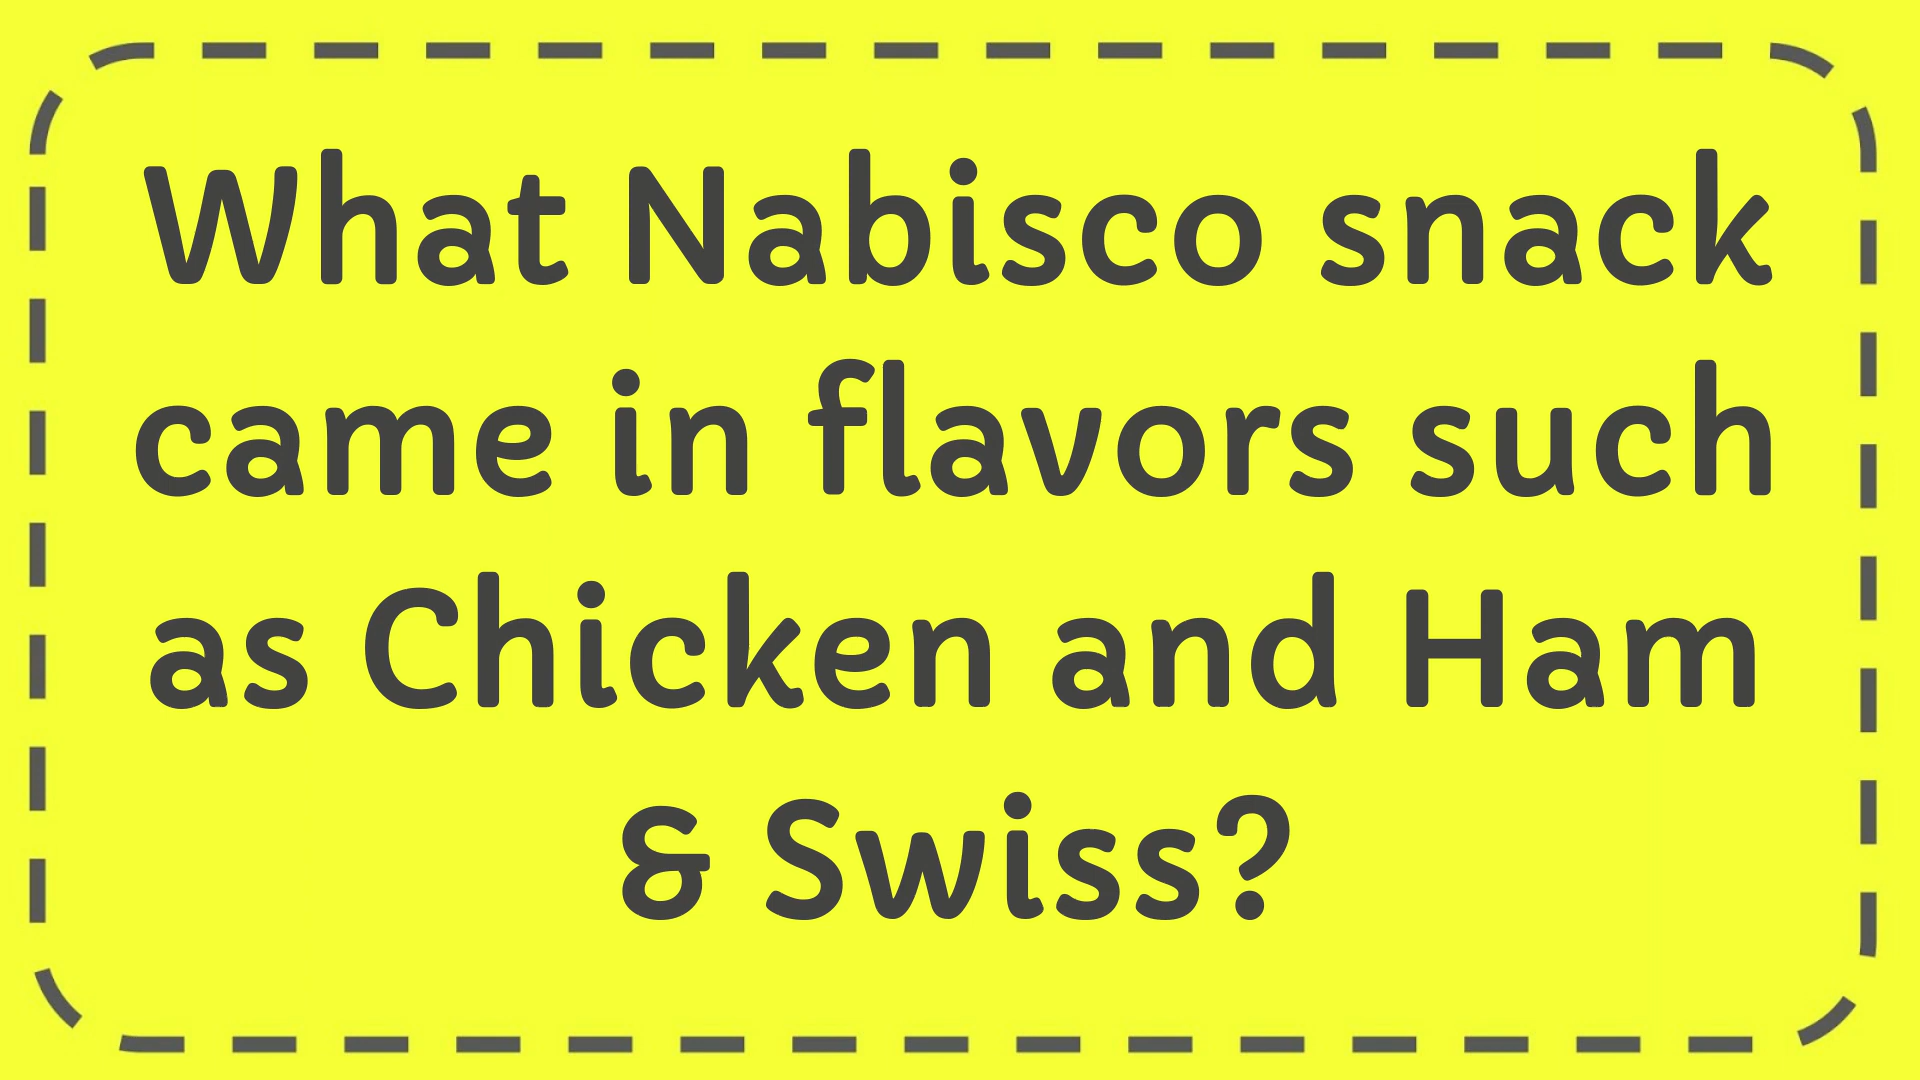 What Nabisco snack
came in flavors such
as Chicken and Ham
& Swiss?